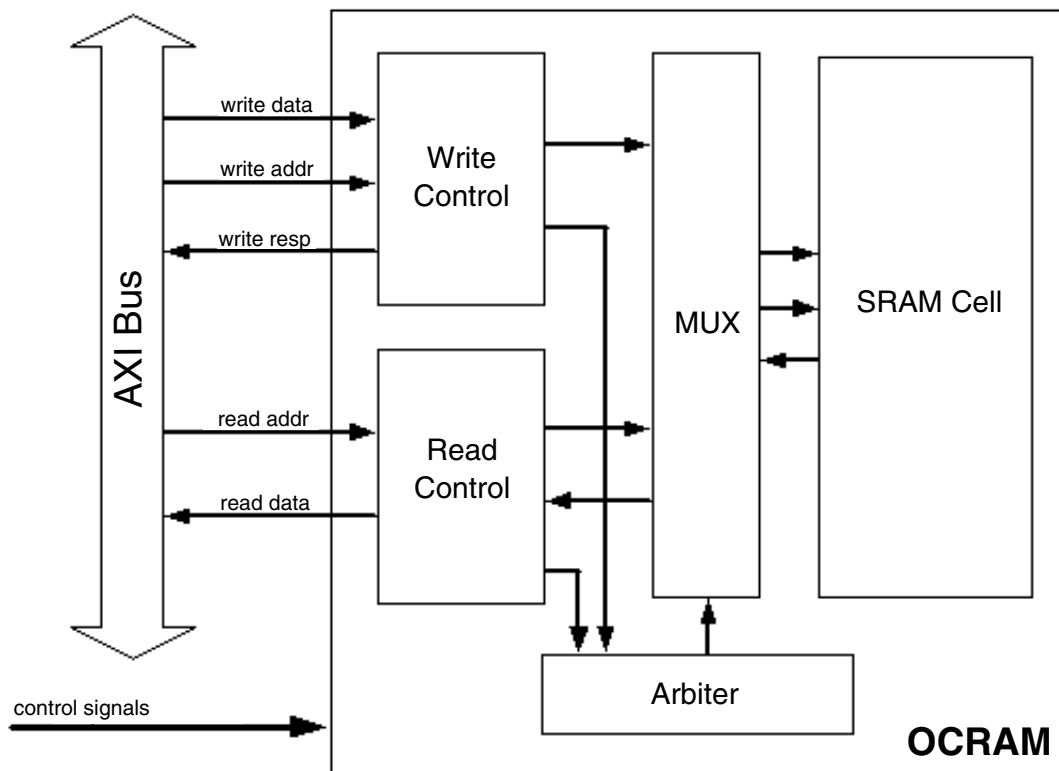 write data
write addr
write resp
Write
Control
AXI Bus
MUX
SRAM Cell
read addr
read data
Read
Control
Arbiter
control signals
OCRAM